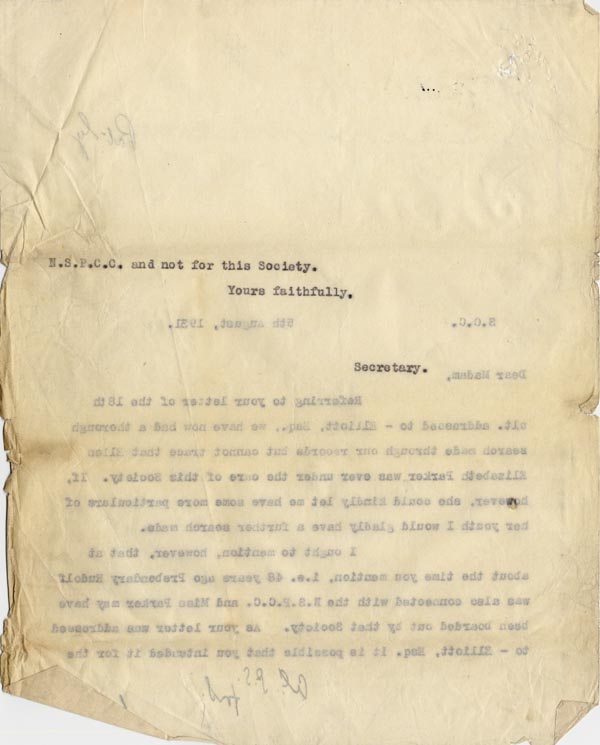 N.S.P.C.C. and not for this Society.
Yours faithfully,
5th August, 1931.
Secretary.
Dear Madam,
Referring to your letter of the 18th
ult. addressed to - Elliott, Esq., we have now had a thorough
search made through our records but cannot trace that Ellen
Elizabeth Parker was ever under the care of this Society. If,
however, she could kindly let me have some more particulars of
her youth I would gladly have a further search made.
I ought to mention, however, that at
about the time you mention, i.e. 48 years ago Prebendary Rudolf
was also connected with the N.S.P.C.C. and Miss Parker may have
been boarded out by that Society. As your letter was addressed
to - Elliott, Esq. it is possible that you intended it for the